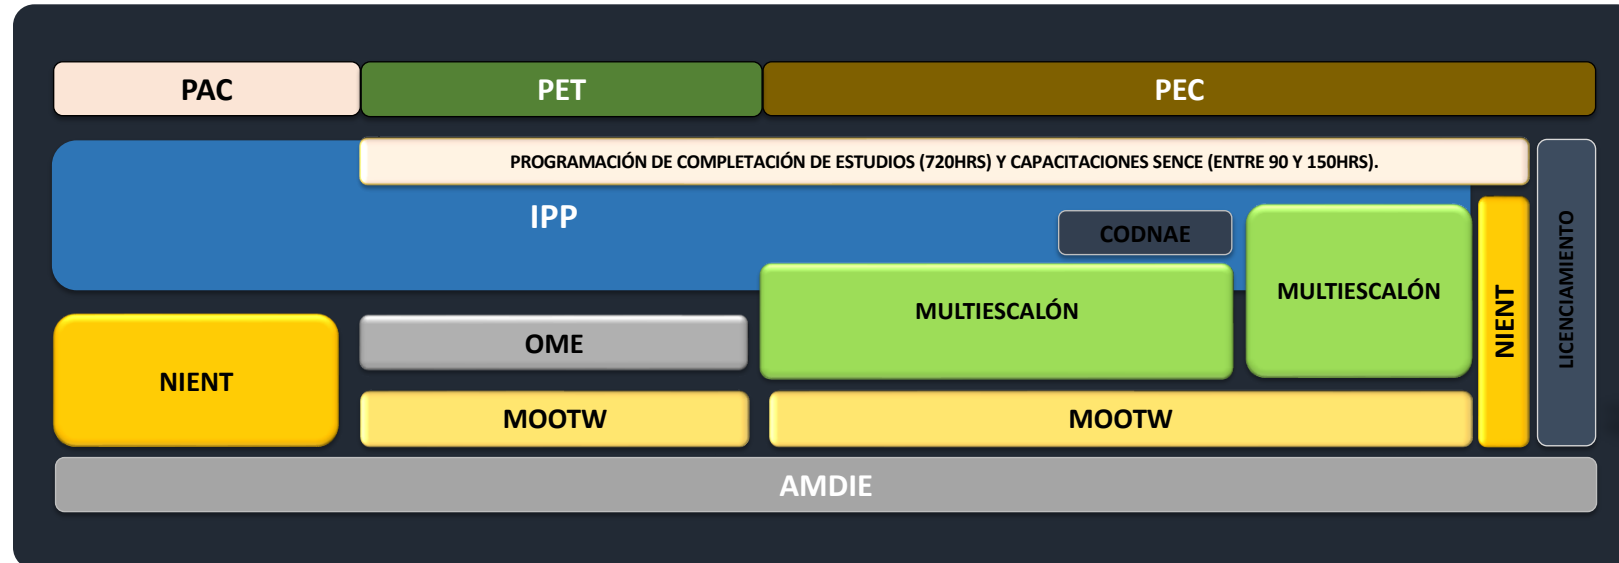 PAC
PET
PEC
PROGRAMACIÓN DE COMPLETACIÓN DE ESTUDIOS (720HRS) Y CAPACITACIONES SENCE (ENTRE 90 Y 150HRS).
IPP
CODNAE
MULTIESCALÓN
MULTIESCALÓN
NIENT
LICENCIAMIENTO
OME
NIENT
MOOTW
MOOTW
AMDIE